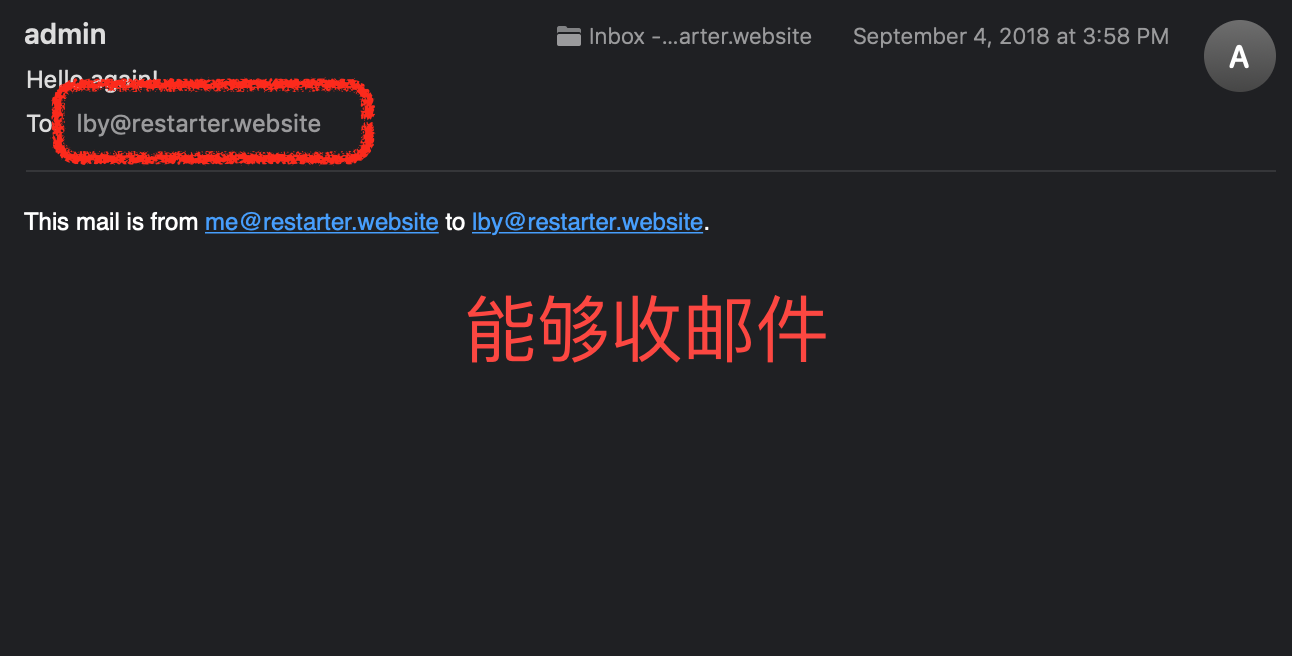 admin
Inbox -...arter.website
September 4, 2018 at 3:58 PM
A
Hello again!
To lby@restarter.website
This mail is from me@restarter.website to lby@restarter.website.
能够收邮件